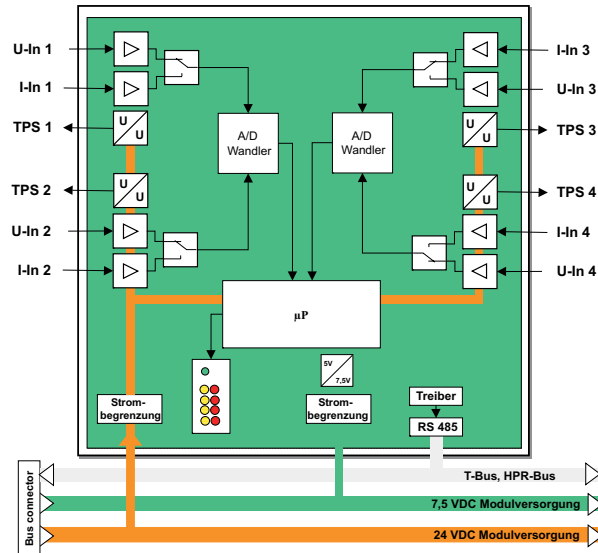 U-In 1
I-In 1
TPS 1
TPS 2
U-In 2
I-In 2
U
U
U
U
A/D
Wandler
A/D
Wandler
U
U
U
U
I-In 3
U-In 3
TPS 3
TPS 4
I-In 4
U-In 4
µP
5V
7,5V
Strom-
begrenzung
Strom-
begrenzung
Treiber
RS 485
Bus connector
T-Bus, HPR-Bus
7,5 VDC Modulversorgung
24 VDC Modulversorgung